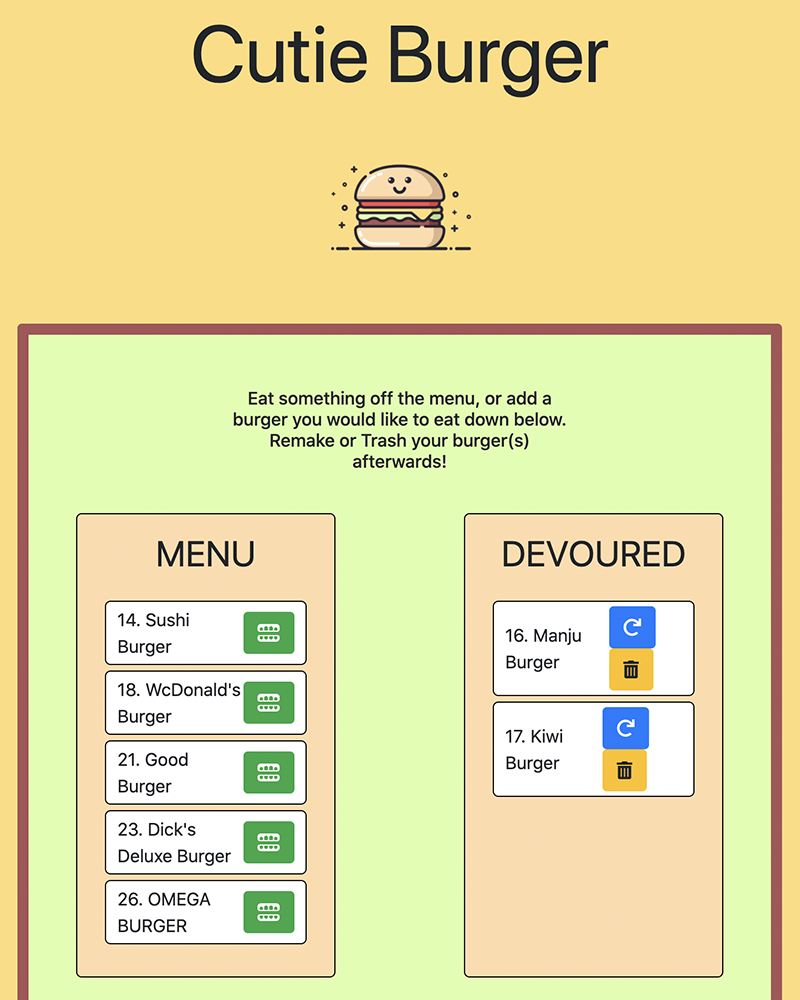 Cutie Burger
Eat something off the menu, or add a
burger you would like to eat down below.
Remake or Trash your burger(s)
afterwards!
MENU
14. Sushi
Burger
18. WcDonald's
Burger
21. Good
Burger
23. Dick's
Deluxe Burger
26. OMEGA
BURGER
DEVOURED
16. Manju
Burger
17. Kiwi
Burger